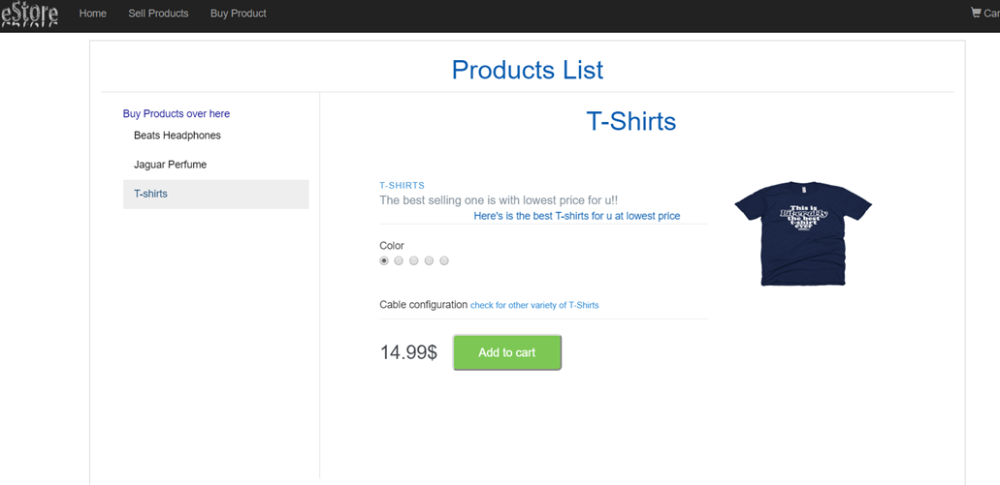 eStore Home Sell Products Buy Product Car
Products List
Buy Products over here
Beats Headphones
Jaguar Perfume
T-shirts
T-Shirts
T-SHIRTS
The best selling one is with lowest price for u!!
Here's is the best T-shirts for u at lowest price
Color
Cable configuration check for other variety of T-Shirts
14.99$ Add to cart
This is
literally
the best
t-shirt
ever